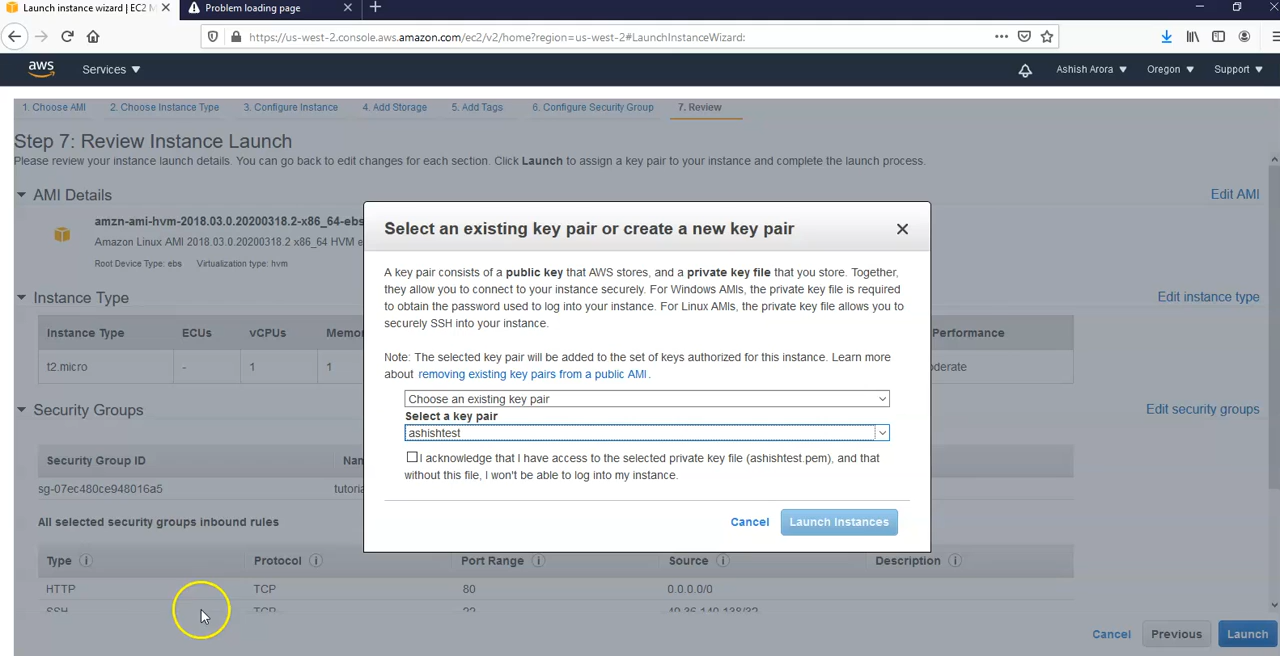 Launch instance wizard | EC2 M
Problem loading page
https://us-west-2.console.aws.amazon.com/ec2/v2/home?region=us-west-2#LaunchInstanceWizard:
aws
Services
Ashish Arora
Oregon
Support
1. Choose AMI
2. Choose Instance Type
3. Configure Instance
4. Add Storage
5. Add Tags
6. Configure Security Group
7. Review
Step 7: Review Instance Launch
Please review your instance launch details. You can go back to edit changes for each section. Click Launch to assign a key pair to your instance and complete the launch process.
AMI Details
Edit AMI
amzn-ami-hvm-2018.03.0.20200318.2-x86_64-ebs
Amazon Linux AMI 2018.03.0.20200318.2 x86_64 HVM e
Root Device Type: ebs Virtualization type: hvm
Instance Type
Edit instance type
Instance Type
ECUs
vCPUs
Memor
Performance
t2.micro
-
1
1
oderate
Security Groups
Edit security groups
Security Group ID
Nan
sg-07ec480ce948016a5
tutoria
All selected security groups inbound rules
Type
Protocol
Port Range
Source
Description
HTTP
TCP
80
0.0.0.0/0
SSH
TCP
22
Select an existing key pair or create a new key pair
A key pair consists of a public key that AWS stores, and a private key file that you store. Together,
they allow you to connect to your instance securely. For Windows AMIs, the private key file is required
to obtain the password used to log into your instance. For Linux AMIs, the private key file allows you to
securely SSH into your instance.
Note: The selected key pair will be added to the set of keys authorized for this instance. Learn more
about removing existing key pairs from a public AMI.
Choose an existing key pair
Select a key pair
ashishtest
I acknowledge that I have access to the selected private key file (ashishtest.pem), and that
without this file, I won't be able to log into my instance.
Cancel
Launch Instances
Cancel
Previous
Launch